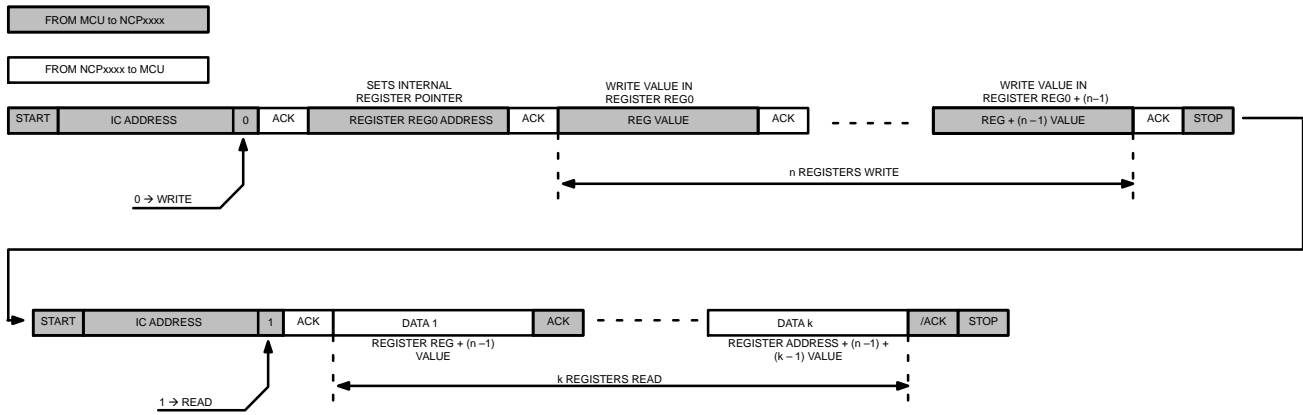 FROM MCU to NCPxxxx
FROM NCPxxxx to MCU
SETS INTERNAL
REGISTER POINTER
WRITE VALUE IN
REGISTER REG0
WRITE VALUE IN
REGISTER REG0 + (n–1)
START IC ADDRESS 0 ACK REGISTER REG0 ADDRESS ACK REG VALUE ACK REG + (n – 1) VALUE ACK STOP
n REGISTERS WRITE
0 → WRITE
START IC ADDRESS 1 ACK DATA 1 ACK DATA k /ACK STOP
REGISTER REG + (n –1)
VALUE
REGISTER ADDRESS + (n –1) +
(k – 1) VALUE
k REGISTERS READ
1 → READ